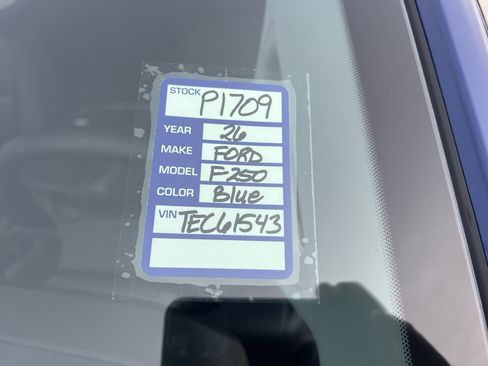 STOCK P1709
YEAR 26
MAKE FORD
MODEL F-250
COLOR Blue
VIN TEC61543